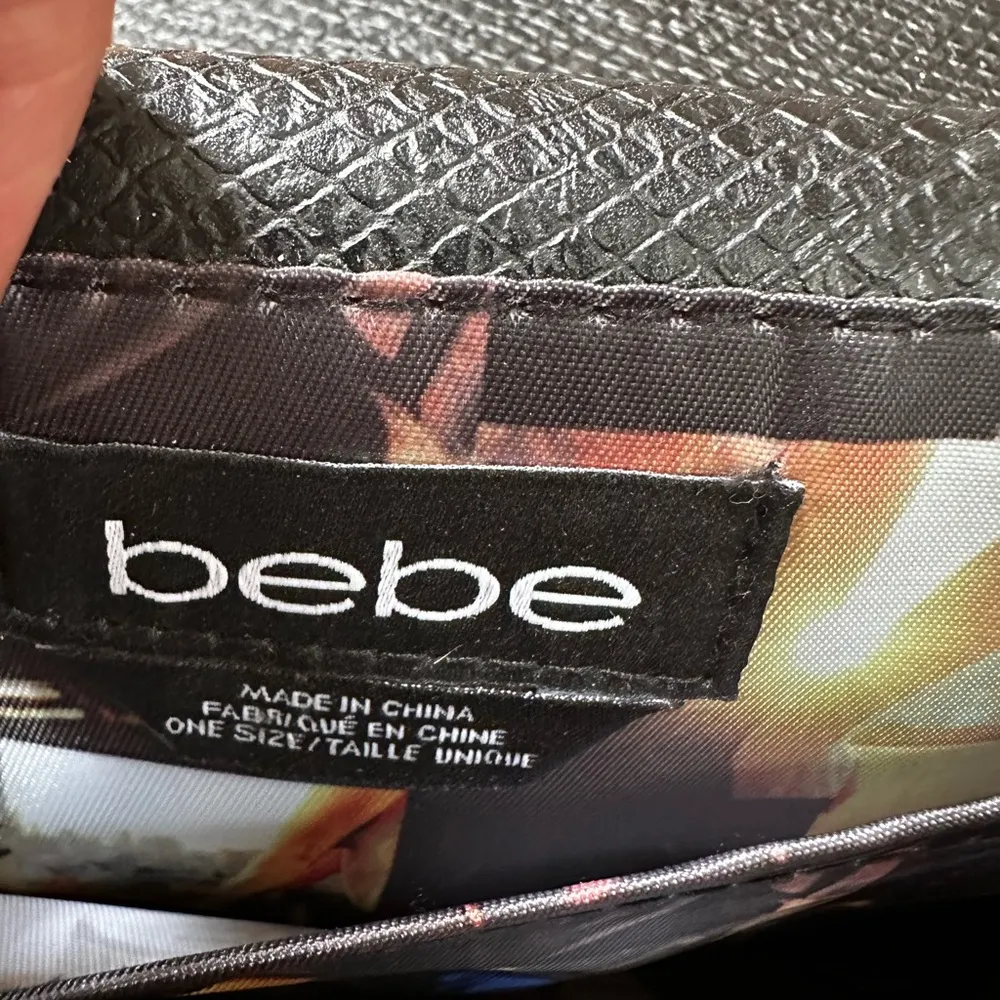 bebe
MADE IN CHINA
FABRIQUÉ EN CHINE
ONE SIZE/TAILLE UNIQUE